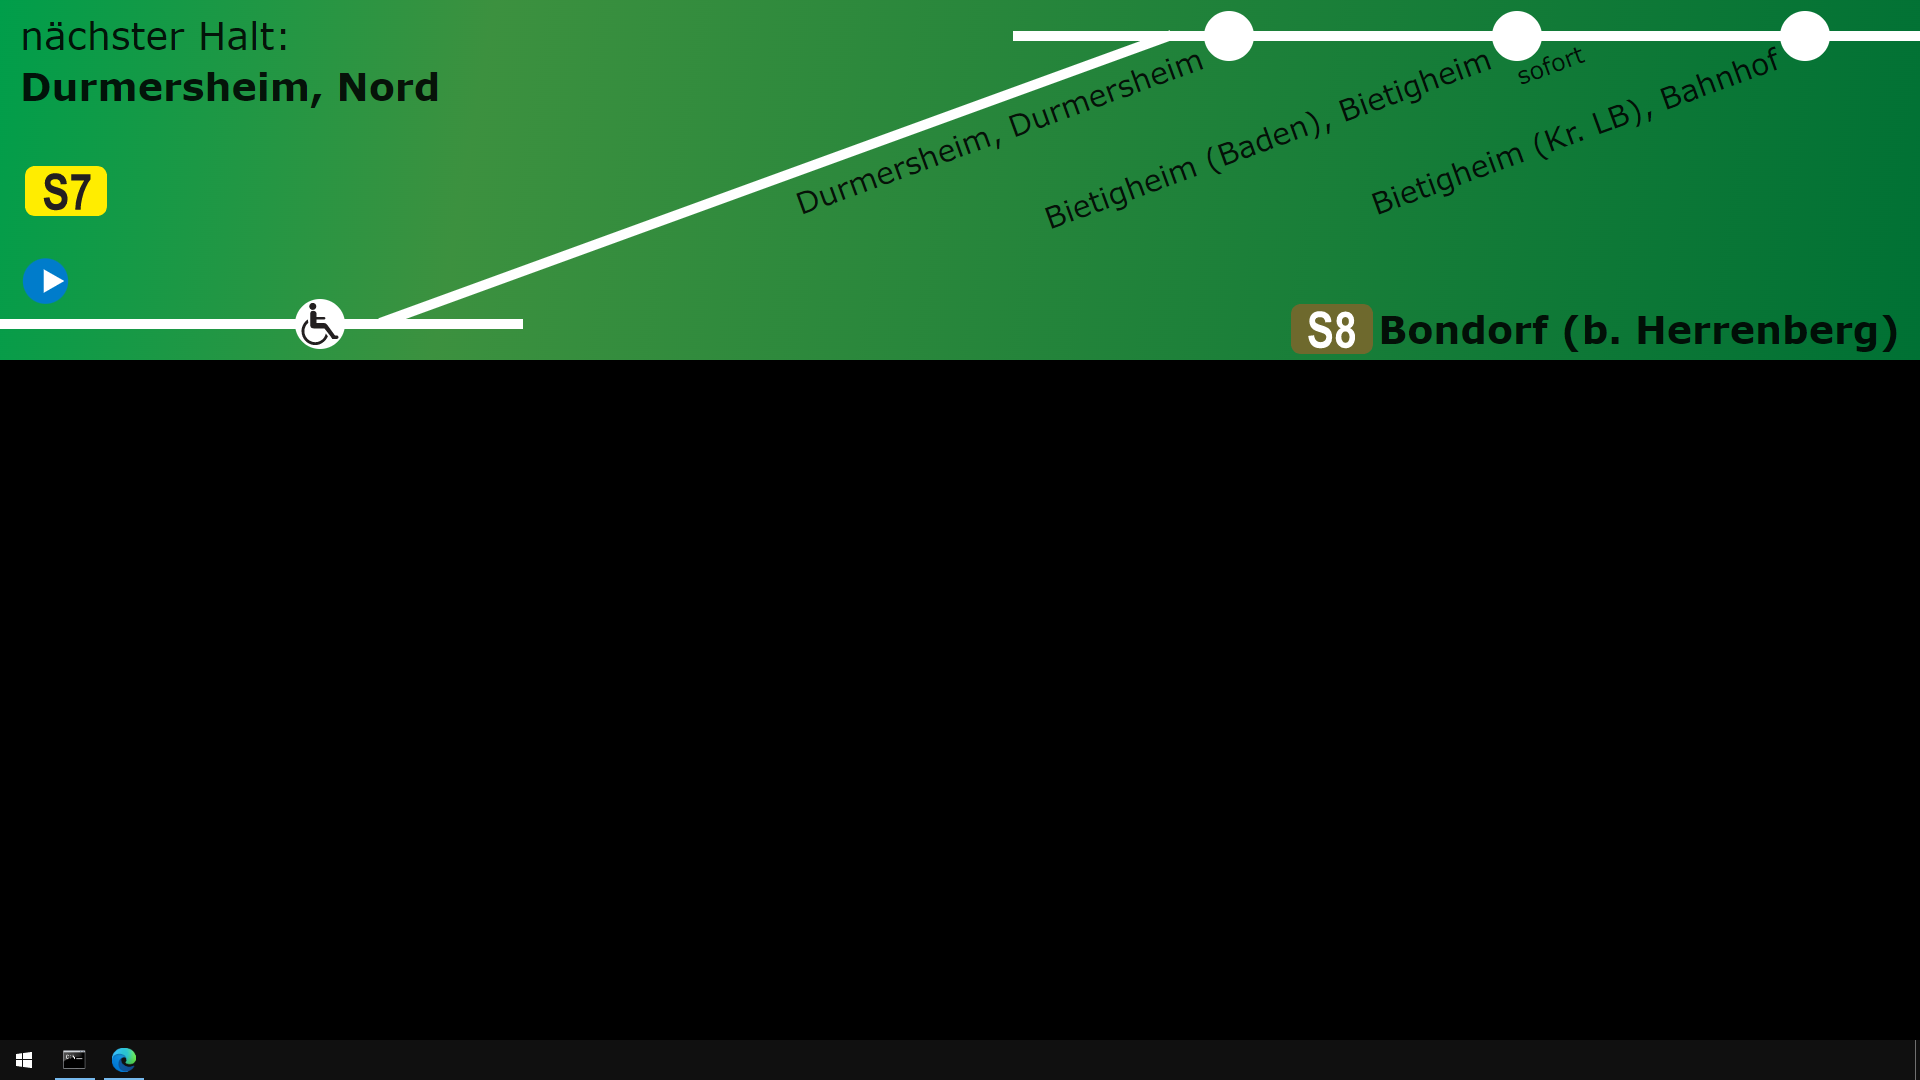 nächster Halt:
Durmersheim, Nord
S7
Durmersheim, Durmersheim
Bietigheim (Baden), Bietigheim
sofort
Bietigheim (Kr. LB), Bahnhof
S8 Bondorf (b. Herrenberg)